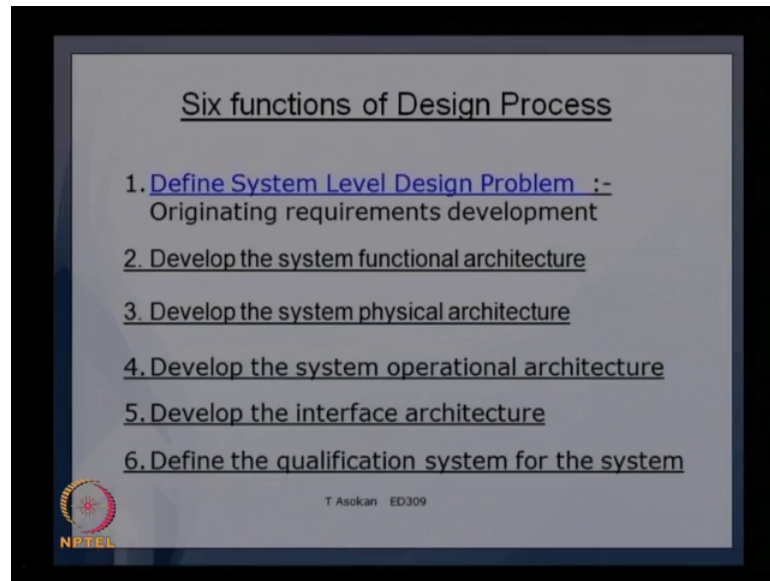 Six functions of Design Process
1. Define System Level Design Problem :-
Originating requirements development
2. Develop the system functional architecture
3. Develop the system physical architecture
4. Develop the system operational architecture
5. Develop the interface architecture
6. Define the qualification system for the system
T Asokan ED309
NPTEL